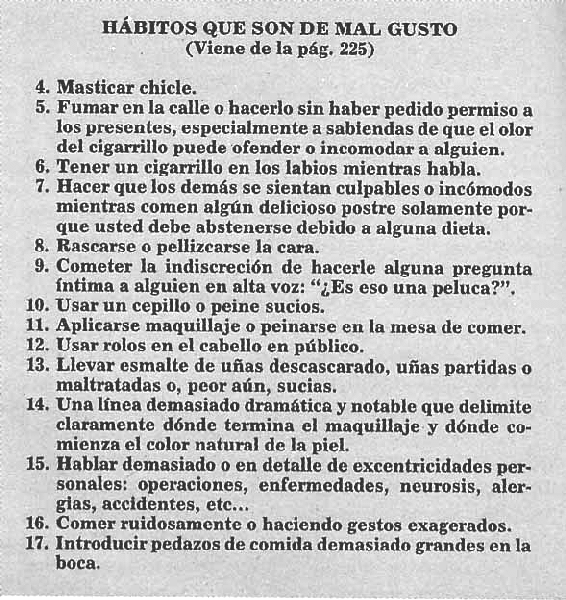 HÁBITOS QUE SON DE MAL GUSTO
(Viene de la pág. 225)
4. Masticar chicle.
5. Fumar en la calle o hacerlo sin haber pedido permiso a
los presentes, especialmente a sabiendas de que el olor
del cigarrillo puede ofender o incomodar a alguien.
6. Tener un cigarrillo en los labios mientras habla.
7. Hacer que los demás se sientan culpables o incómodos
mientras comen algún delicioso postre solamente por-
que usted debe abstenerse debido a alguna dieta.
8. Rascarse o pellizcarse la cara.
9. Cometer la indiscreción de hacerle alguna pregunta
íntima a alguien en alta voz: “¿Es eso una peluca?”.
10. Usar un cepillo o peine sucios.
11. Aplicarse maquillaje o peinarse en la mesa de comer.
12. Usar rolos en el cabello en público.
13. Llevar esmalte de uñas descascarado, uñas partidas o
maltratadas o, peor aún, sucias.
14. Una línea demasiado dramática y notable que delimite
claramente dónde termina el maquillaje y dónde co-
mienza el color natural de la piel.
15. Hablar demasiado o en detalle de excentricidades per-
sonales: operaciones, enfermedades, neurosis, aler-
gias, accidentes, etc...
16. Comer ruidosamente o haciendo gestos exagerados.
17. Introducir pedazos de comida demasiado grandes en la
boca.